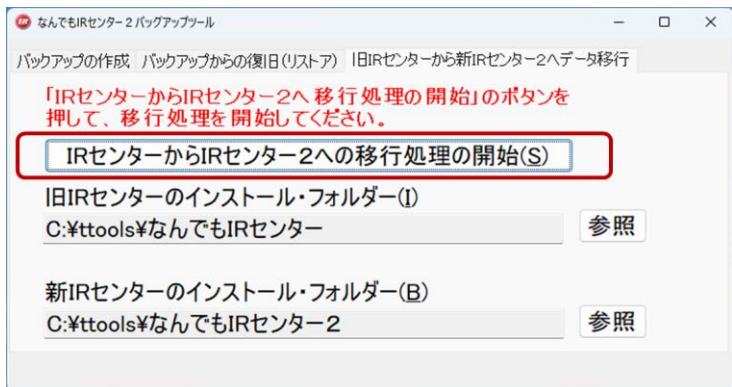 なんでもIRセンター2 バッグアップツール
バックアップの作成 バックアップからの復旧(リストア) 旧IRセンターから新IRセンター2へデータ移行
「IRセンターからIRセンター2へ移行処理の開始」のボタンを
押して、移行処理を開始してください。
IRセンターからIRセンター2への移行処理の開始(S)
旧IRセンターのインストール・フォルダー(I)
C:¥ttools¥なんでもIRセンター 参照
新IRセンターのインストール・フォルダー(B)
C:¥ttools¥なんでもIRセンター2 参照